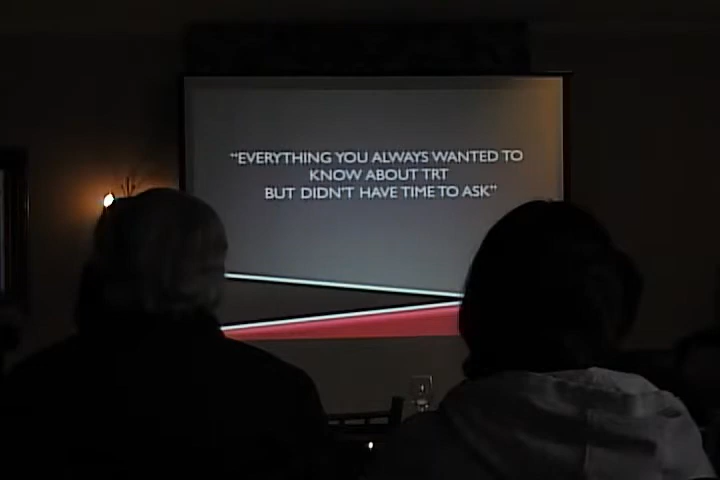 "EVERYTHING YOU ALWAYS WANTED TO
KNOW ABOUT TRT
BUT DIDN'T HAVE TIME TO ASK"